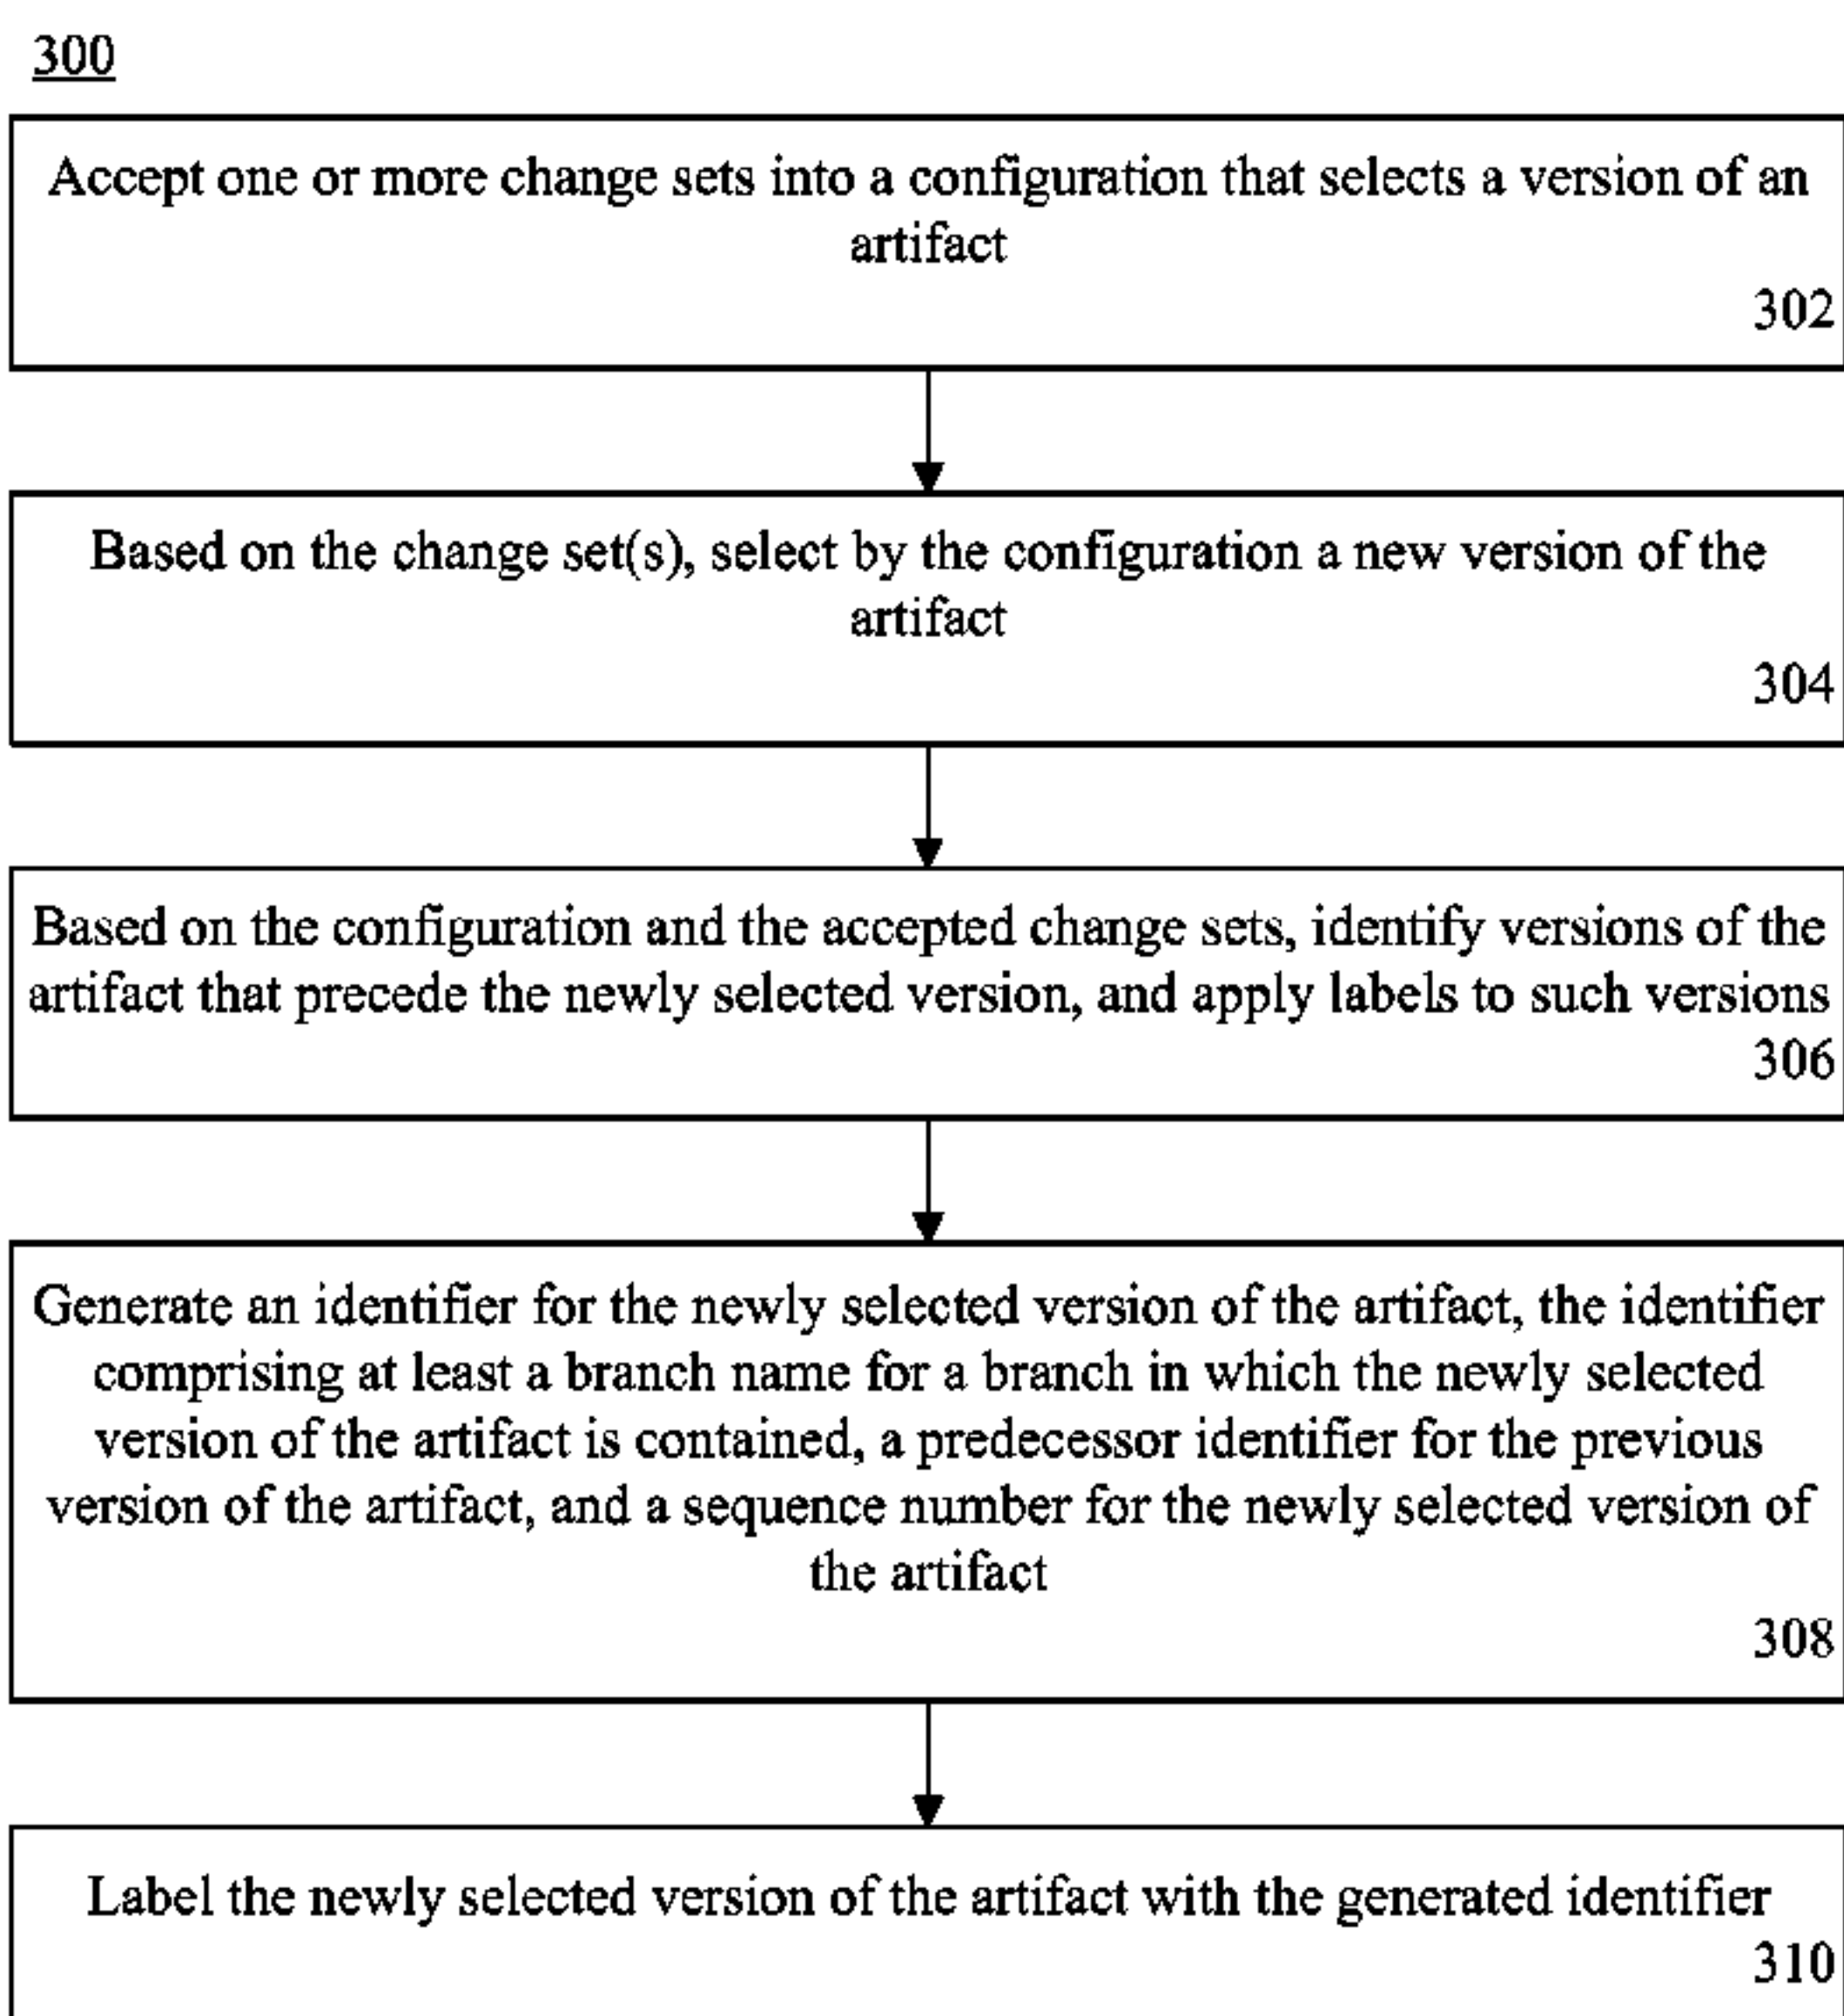 300
Accept one or more change sets into a configuration that selects a version of an
artifact
302
Based on the change set(s), select by the configuration a new version of the
artifact
304
Based on the configuration and the accepted change sets, identify versions of the
artifact that precede the newly selected version, and apply labels to such versions
306
Generate an identifier for the newly selected version of the artifact, the identifier
comprising at least a branch name for a branch in which the newly selected
version of the artifact is contained, a predecessor identifier for the previous
version of the artifact, and a sequence number for the newly selected version of
the artifact
308
Label the newly selected version of the artifact with the generated identifier
310